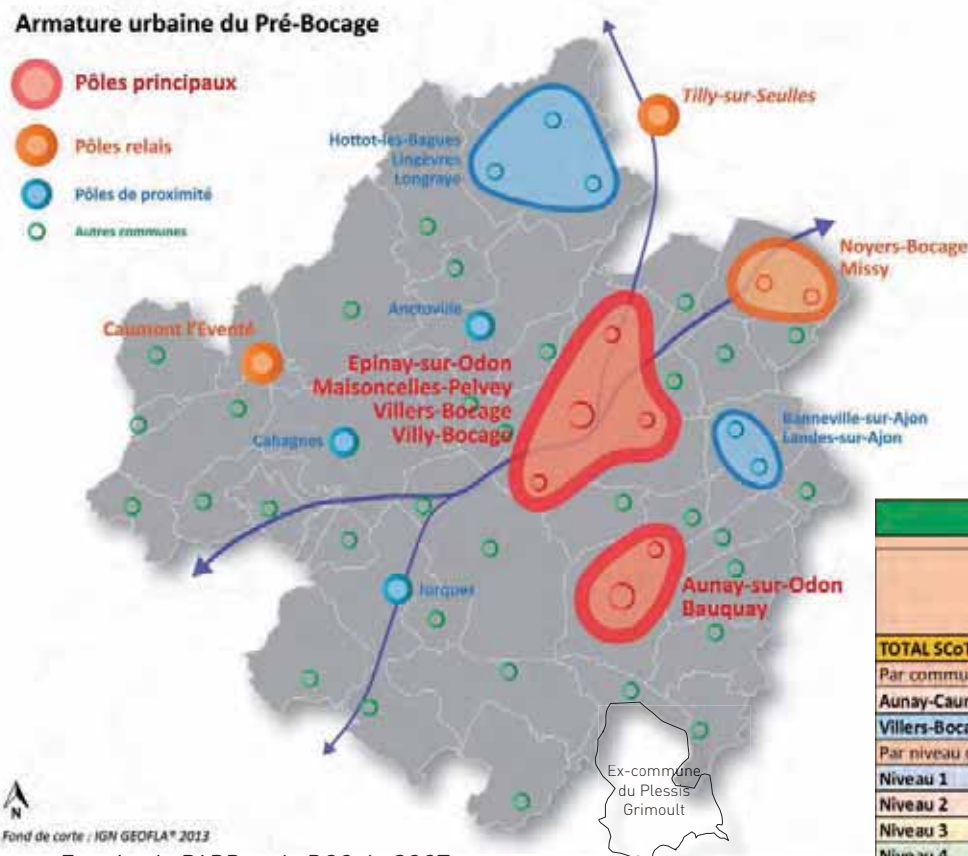 Armature urbaine du Pré-Bocage
Pôles principaux
Pôles relais
Pôles de proximité
Autres communes
Tilly-sur-Seulles
Hottot-les-Bagues
Lingèvres
Longraye
Noyers-Bocage
Missy
Anctoville
Caumont l'Eventé
Epinay-sur-Odon
Maisoncelles-Pelvey
Villers-Bocage
Villy-Bocage
Banneville-sur-Ajon
Landes-sur-Ajon
Cahagnes
Jurques
Aunay-sur-Odon
Bauquay
Ex-commune
du Plessis
Grimoult
N
Fond de carte : IGN GEOFLA® 2013
TOTAL SCoT
Par commu
Aunay-Caum
Villers-Boca
Par niveau
Niveau 1
Niveau 2
Niveau 3
Niveau 4